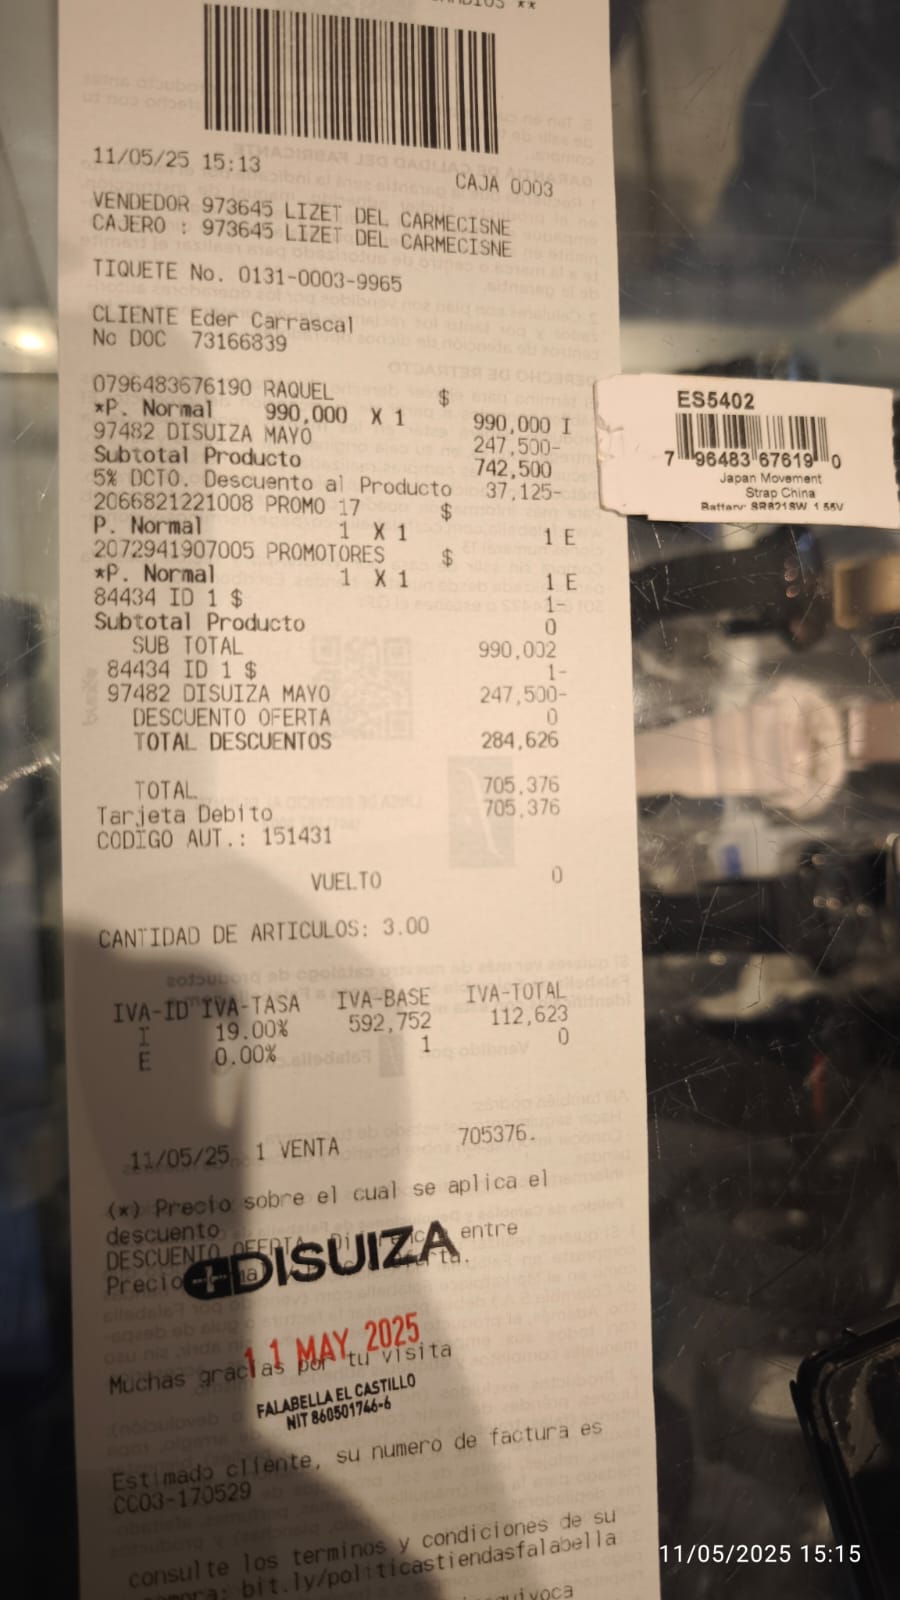 **
11/05/25 15:13
CAJA 0003
VENDEDOR 973645 LIZET DEL CARMECISNE
CAJERO : 973645 LIZET DEL CARMECISNE
TIQUETE No. 0131-0003-9965
CLIENTE Eder Carrascal
No DOC 73166839
0796483676190 RAQUEL $
*P. Normal 990,000 X 1 990,000 I
97482 DISUIZA MAYO 247,500-
Subtotal Producto 742,500
5% DCTO. Descuento al Producto 37,125-
2066821221008 PROMO 17 $
P. Normal 1 X 1 1 E
2072941907005 PROMOTORES $
*P. Normal 1 X 1 1 E
84434 ID 1 $ 1-
Subtotal Producto 0
SUB TOTAL 990,002
84434 ID 1 $ 1-
97482 DISUIZA MAYO 247,500-
DESCUENTO OFERTA 0
TOTAL DESCUENTOS 284,626
TOTAL 705,376
Tarjeta Debito 705,376
CODIGO AUT.: 151431
VUELTO 0
CANTIDAD DE ARTICULOS: 3.00
IVA-ID IVA-TASA IVA-BASE IVA-TOTAL
I 19.00% 592,752 112,623
E 0.00% 1 0
11/05/25 1 VENTA 705376.
(*) Precio sobre el cual se aplica el
descuento
DESCUENTO OFERTA entre
Precio
DISUIZA
11 MAY 2025
Muchas gracias por tu visita
FALABELLA EL CASTILLO
NIT 860501746-6
Estimado cliente, su numero de factura es
CC03-170529
consulte los terminos y condiciones de su
bit.ly/politicastiendasfalabella
ES5402
7 96483 67619 0
Japan Movement
Strap China
Battery: SR621SW 1.55V
11/05/2025 15:15